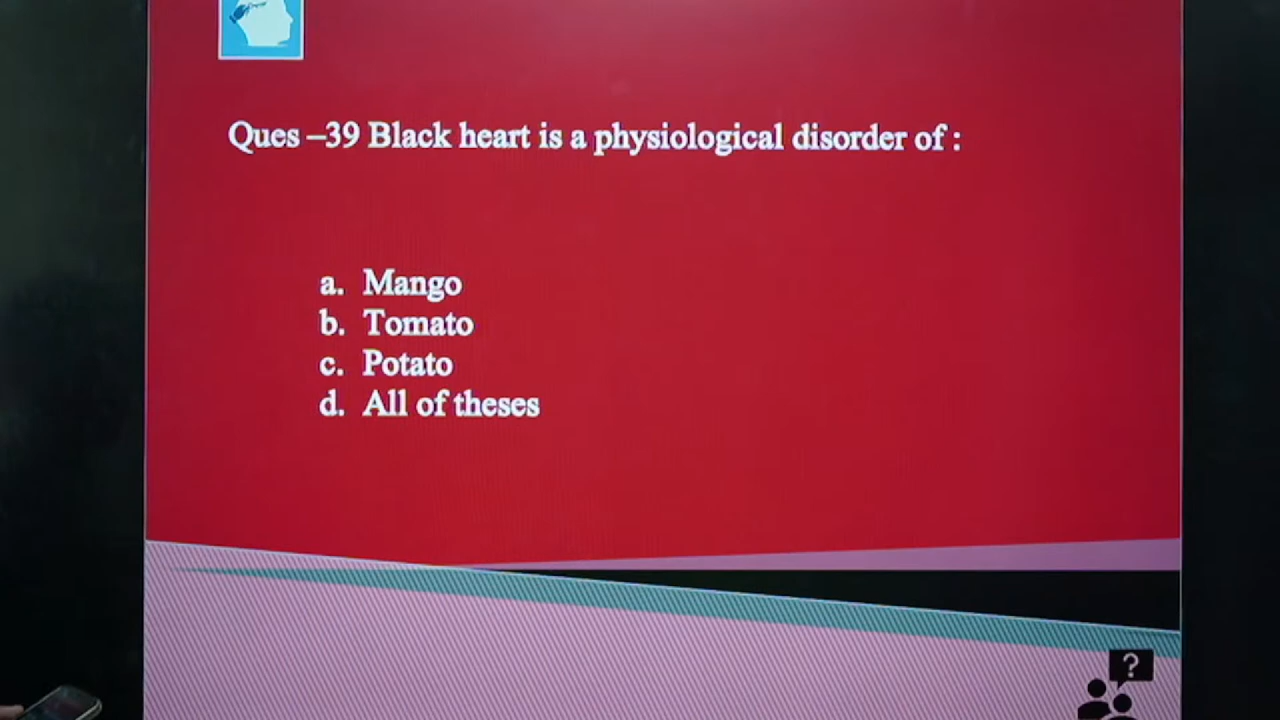 Ques –39 Black heart is a physiological disorder of :
a. Mango
b. Tomato
c. Potato
d. All of theses
?